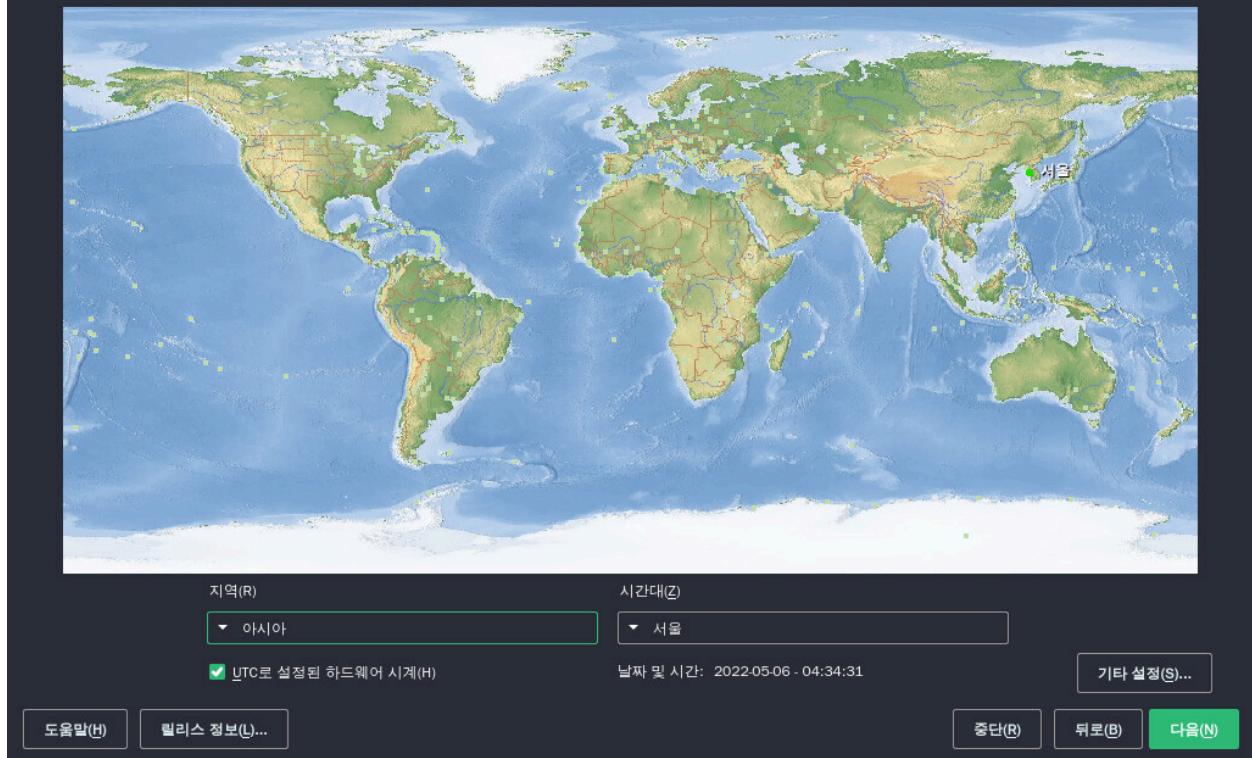 서울
지역(R)
시간대(Z)
아시아
서울
UTC로 설정된 하드웨어 시계(H)
날짜 및 시간: 2022-05-06 - 04:34:31
기타 설정(S)...
도움말(H)
릴리스 정보(L)...
중단(R)
뒤로(B)
다음(N)